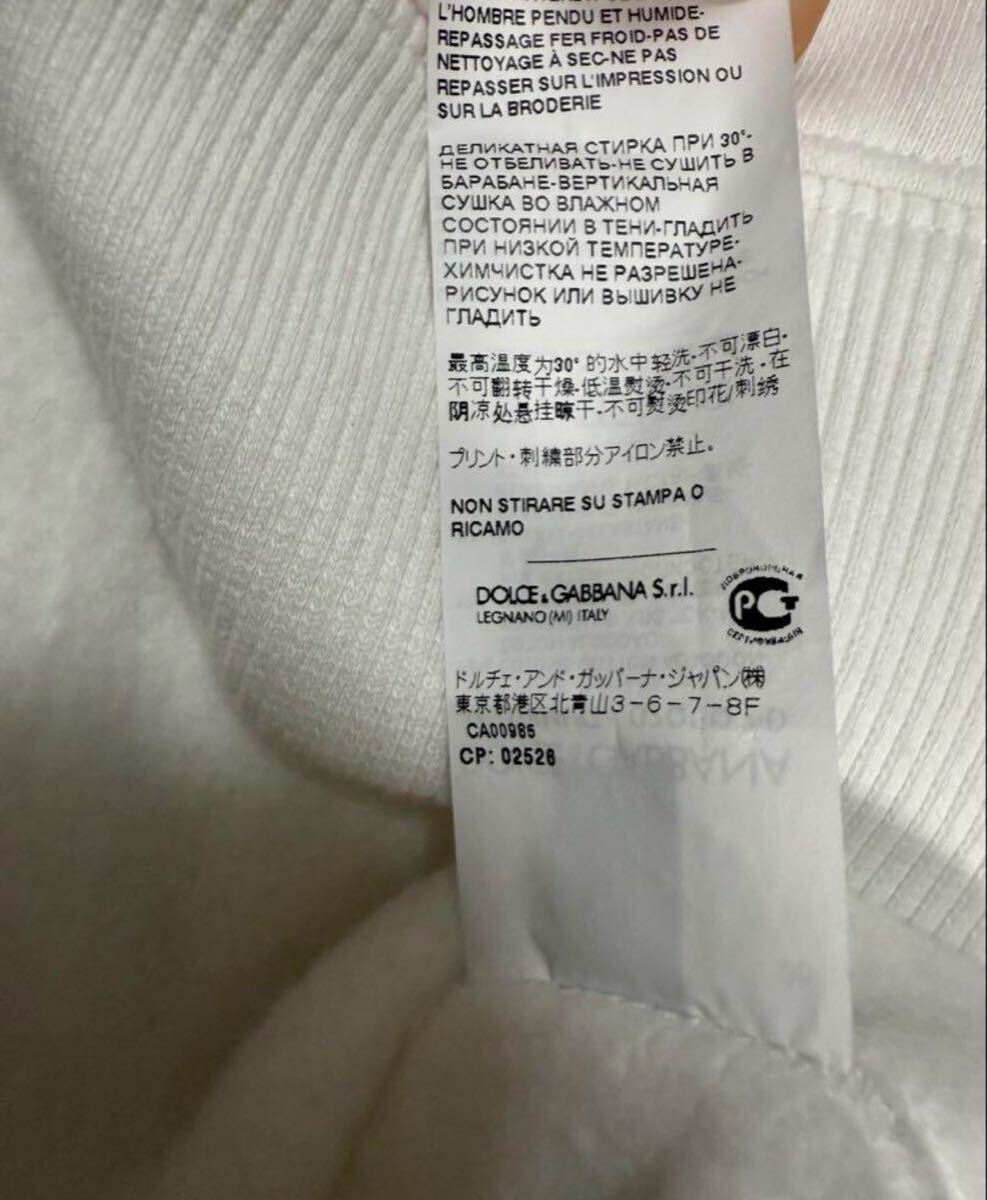 L'HOMBRE PENDU ET HUMIDE-
REPASSAGE FER FROID-PAS DE
NETTOYAGE À SEC-NE PAS
REPASSER SUR L'IMPRESSION OU
SUR LA BRODERIE
ДЕЛИКАТНАЯ СТИРКА ПРИ 30°-
НЕ ОТБЕЛИВАТЬ-НЕ СУШИТЬ В
БАРАБАНЕ-ВЕРТИКАЛЬНАЯ
СУШКА ВО ВЛАЖНОМ
СОСТОЯНИИ В ТЕНИ-ГЛАДИТЬ
ПРИ НИЗКОЙ ТЕМПЕРАТУРЕ-
ХИМЧИСТКА НЕ РАЗРЕШЕНА-
РИСУНОК ИЛИ ВЫШИВКУ НЕ
ГЛАДИТЬ
最高温度为30° 的水中轻洗-不可漂白-
不可翻转干燥-低温熨烫-不可干洗-在
阴凉处悬挂晾干-不可熨烫印花/刺绣
プリント・刺繍部分アイロン禁止。
NON STIRARE SU STAMPA O
RICAMO
DOLCE & GABBANA S.r.l.
LEGNANO (MI) ITALY
ДОБРОВОЛЬНАЯ
РСТ
СЕРТИФИКАЦИЯ
ドルチェ・アンド・ガッバーナ・ジャパン㈱
東京都港区北青山3-6-7-8F
CA00985
CP: 02526